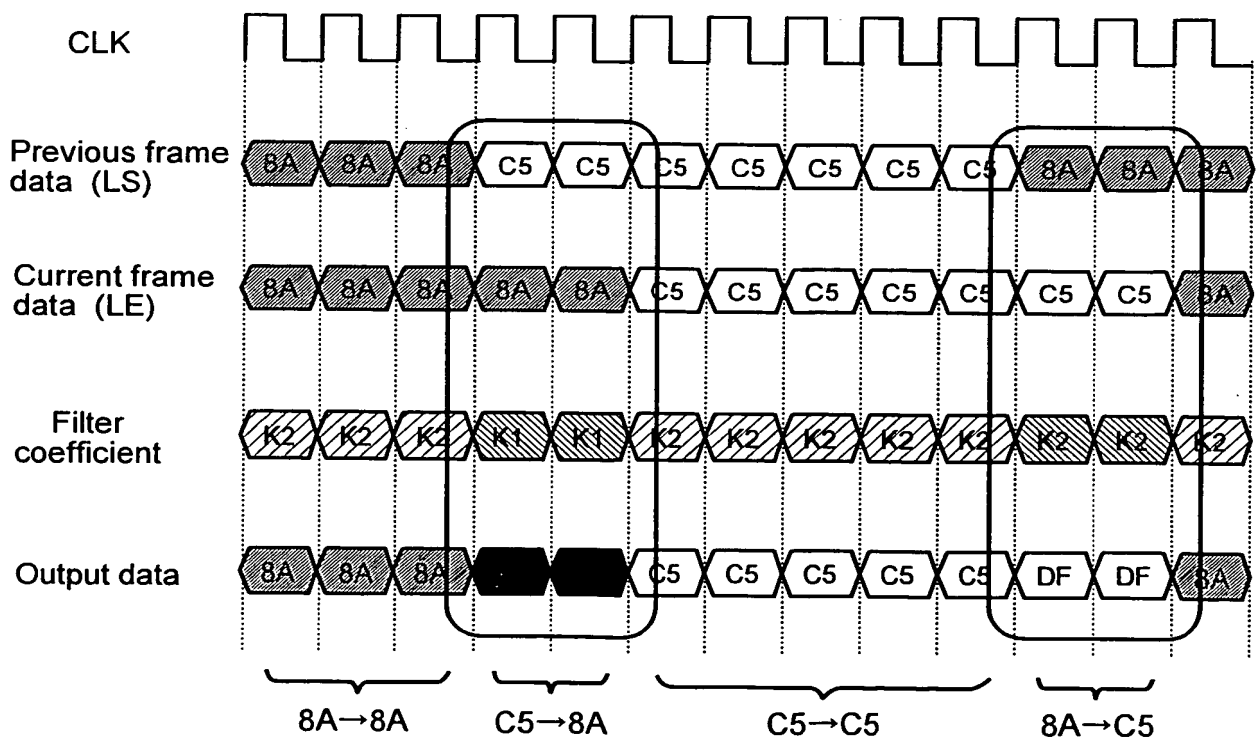 CLK
Previous frame
data (LS)
8A 8A 8A C5 C5 C5 C5 C5 C5 C5 8A 8A 8A
Current frame
data (LE)
8A 8A 8A 8A 8A C5 C5 C5 C5 C5 C5 C5 8A
Filter
coefficient
K2 K2 K2 K1 K1 K2 K2 K2 K2 K2 K2 K2 K2
Output data
8A 8A 8A C5 C5 C5 C5 C5 DF DF 8A
8A→8A C5→8A C5→C5 8A→C5